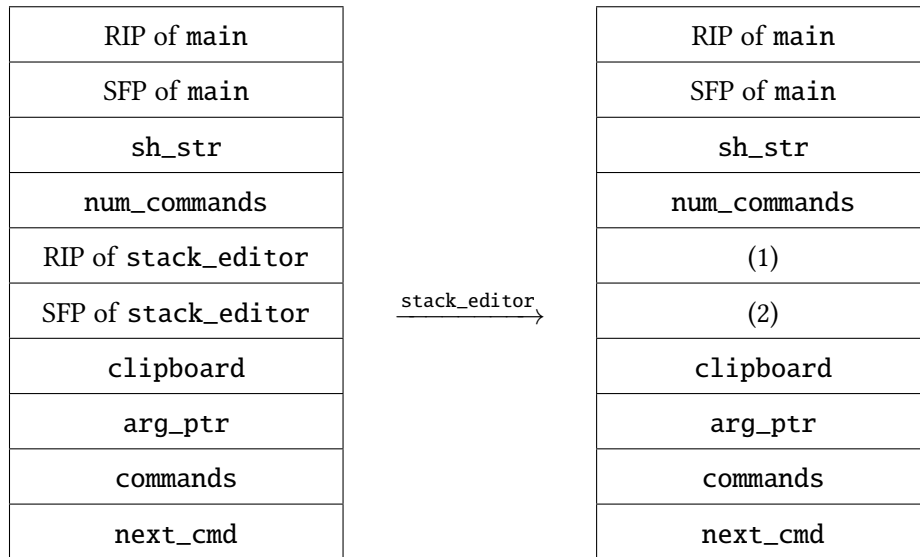 RIP of main
SFP of main
sh_str
num_commands
RIP of stack_editor
SFP of stack_editor
clipboard
arg_ptr
commands
next_cmd
stack_editor
RIP of main
SFP of main
sh_str
num_commands
(1)
(2)
clipboard
arg_ptr
commands
next_cmd